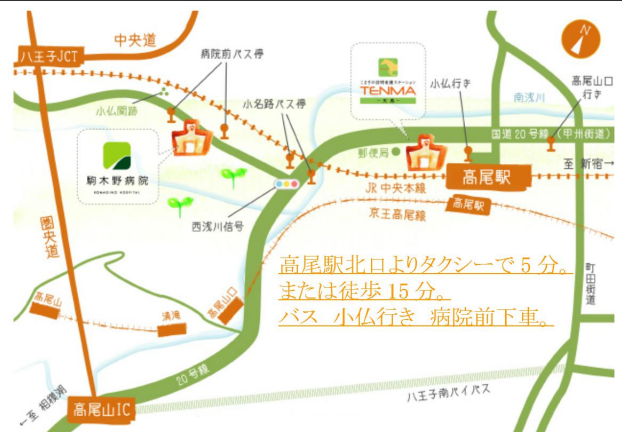 中央道
八王子JCT
病院前バス停
N
こころの訪問看護ステーション
TENMA
小仏行き
高尾山口
行き
南浅川
小仏関跡
小名路バス停
国道20号線（甲州街道）
郵便局
駒木野病院
KOMAGINO HOSPITAL
至 新宿→
高尾駅
JR 中央本線
高尾駅
京王高尾線
西浅川信号
圏央道
高尾駅北口よりタクシーで 5 分。
または徒歩 15 分。
バス 小仏行き 病院前下車。
町田街道
高尾山
清滝
高尾山口
20号線
←至 相模湖
高尾山IC
八王子南バイパス